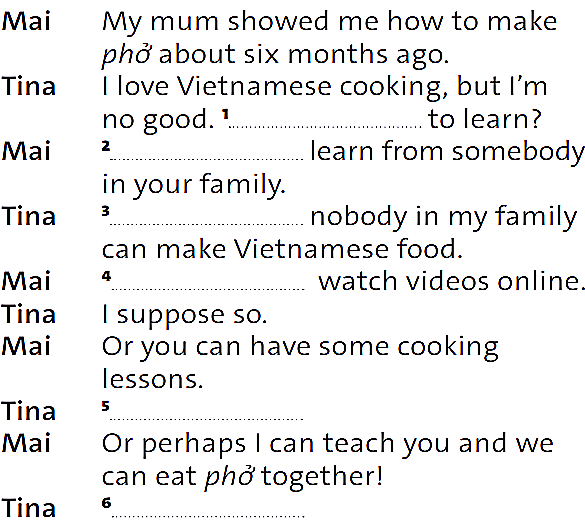 Mai My mum showed me how to make
phở about six months ago.
Tina I love Vietnamese cooking, but I'm
no good. 1.......................................... to learn?
Mai 2.......................................... learn from somebody
in your family.
Tina 3.......................................... nobody in my family
can make Vietnamese food.
Mai 4.......................................... watch videos online.
Tina I suppose so.
Mai Or you can have some cooking
lessons.
Tina 5..........................................
Mai Or perhaps I can teach you and we
can eat phở together!
Tina 6..........................................